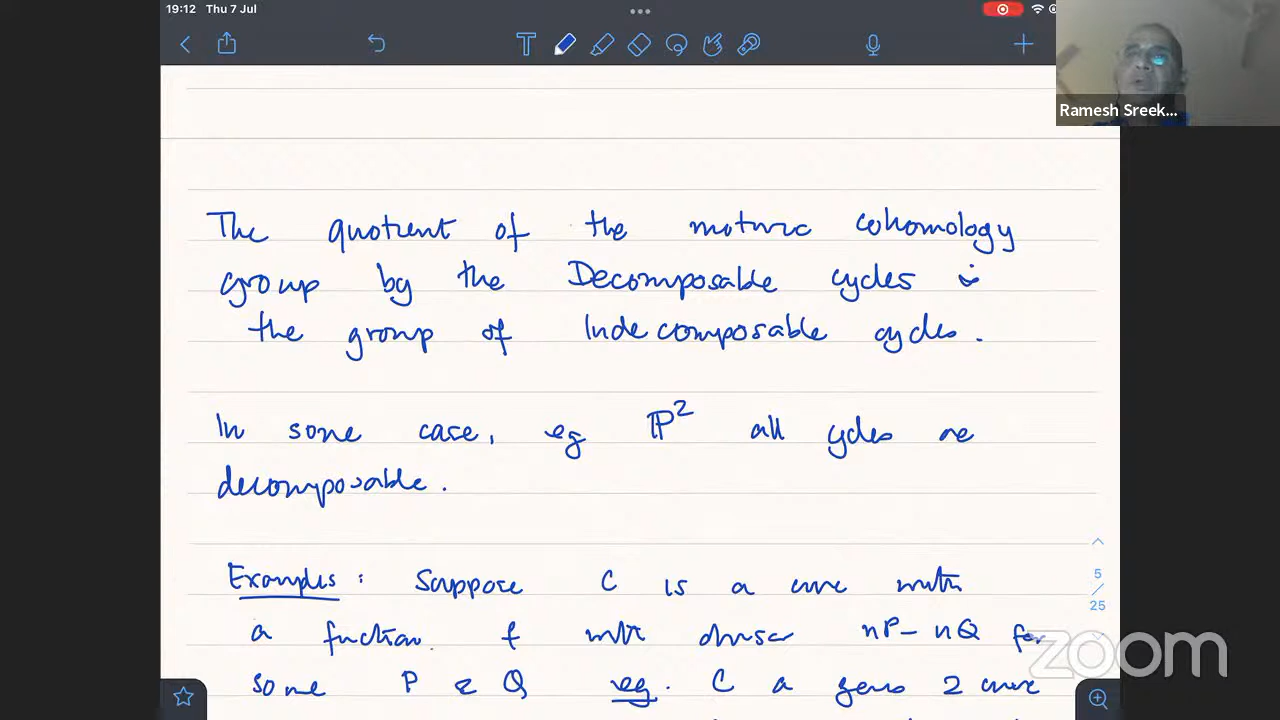 19:12 Thu 7 Jul
Ramesh Sreek...
The quotient of the motivic cohomology
group by the Decomposable cycles is
the group of Indecomposable cycles.
In some case, eg ℙ² all cycles are
decomposable.
Examples: Suppose C is a curve with
a function f with divisor nP - nQ for
some P & Q eg. C a genus 2 curve
5
/
25
zoom